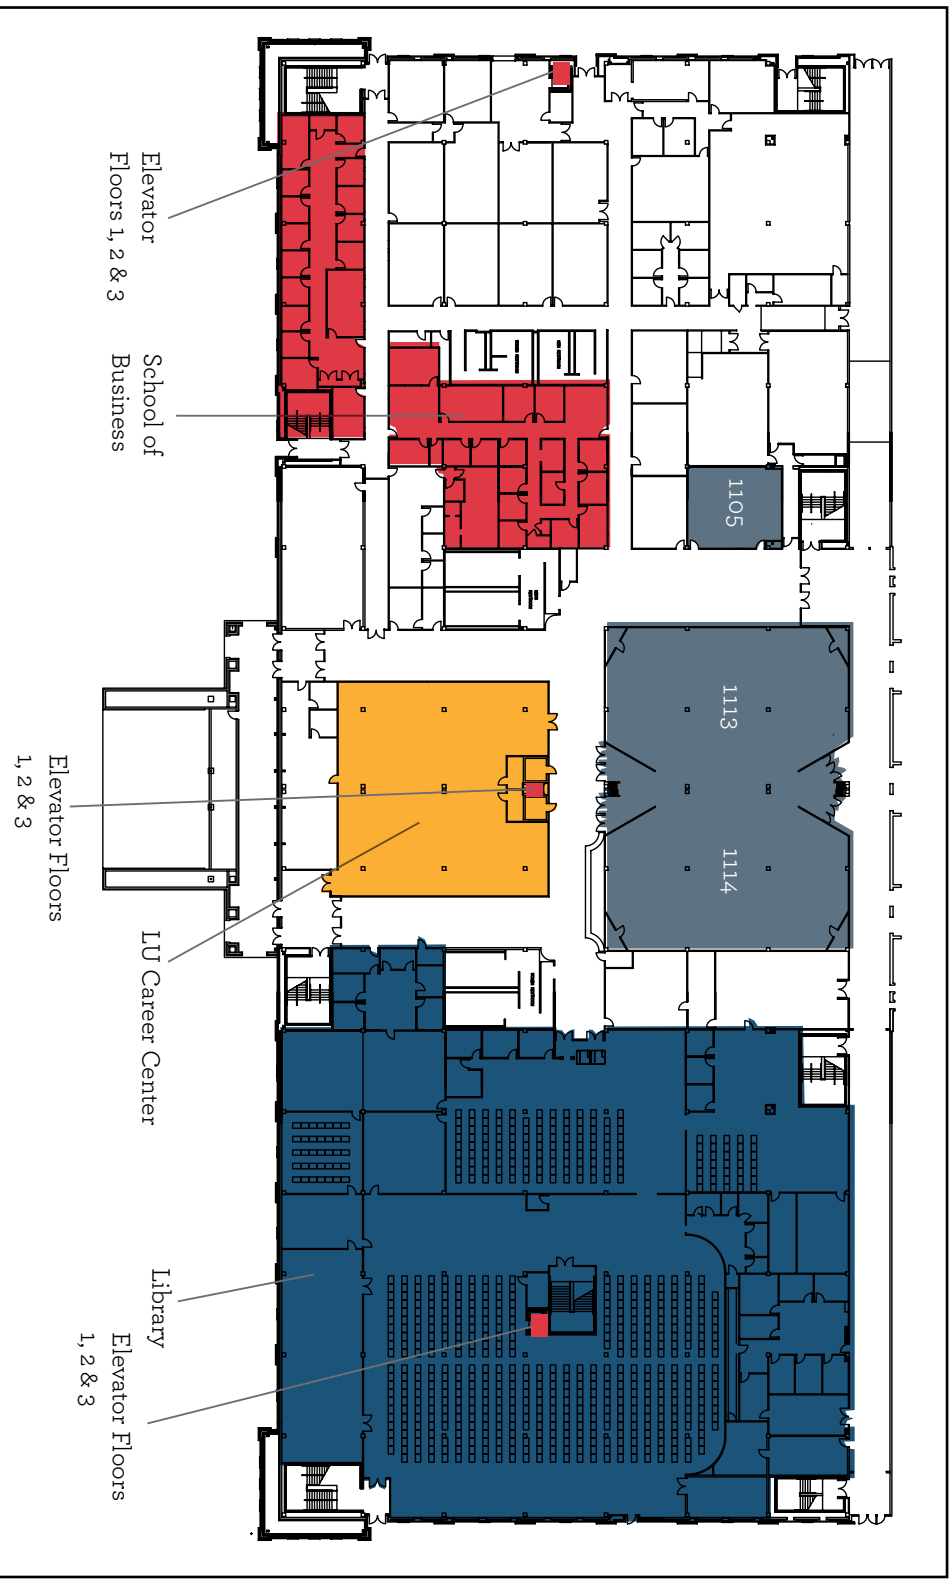 Elevator
Floors 1, 2 & 3
School of
Business
1105
1113
1114
Elevator Floors
1, 2 & 3
LU Career Center
Library
Elevator Floors
1, 2 & 3